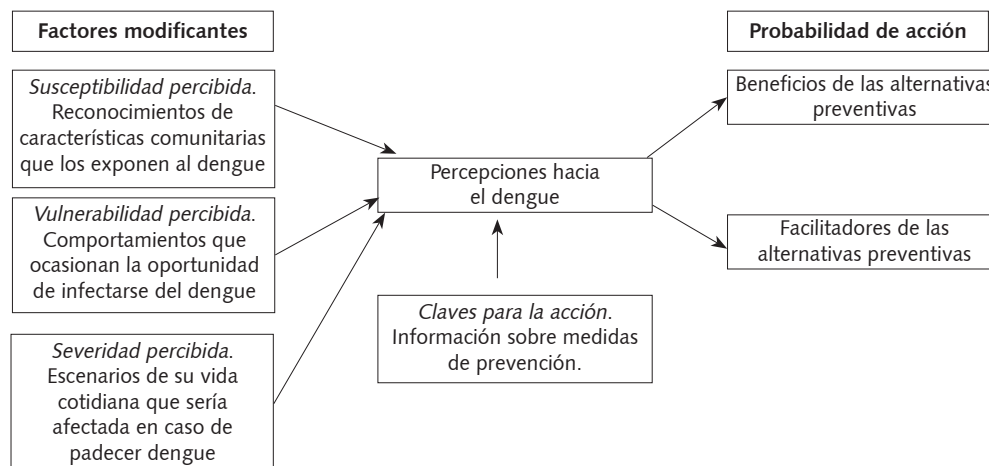 Factores modificantes
Susceptibilidad percibida.
Reconocimientos de
características comunitarias
que los exponen al dengue
Vulnerabilidad percibida.
Comportamientos que
ocasionan la oportunidad
de infectarse del dengue
Severidad percibida.
Escenarios de su vida
cotidiana que sería
afectada en caso de
padecer dengue
Percepciones hacia
el dengue
Claves para la acción.
Información sobre medidas
de prevención.
Probabilidad de acción
Beneficios de las alternativas
preventivas
Facilitadores de las
alternativas preventivas